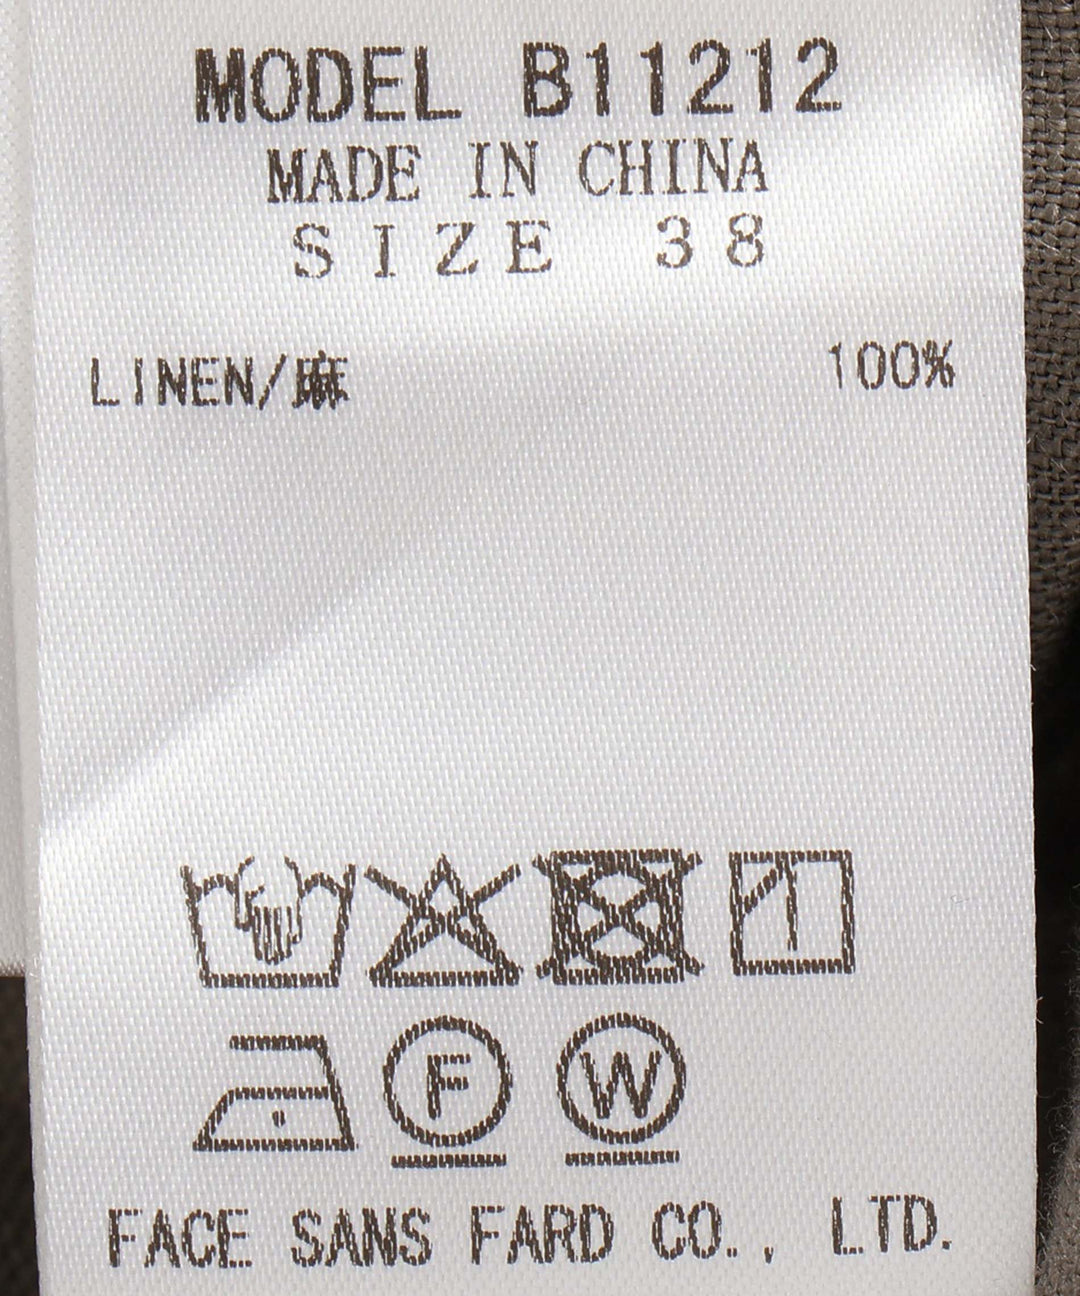 MODEL B11212
MADE IN CHINA
SIZE 38
LINEN/麻 100%
F W
FACE SANS FARD CO., LTD.